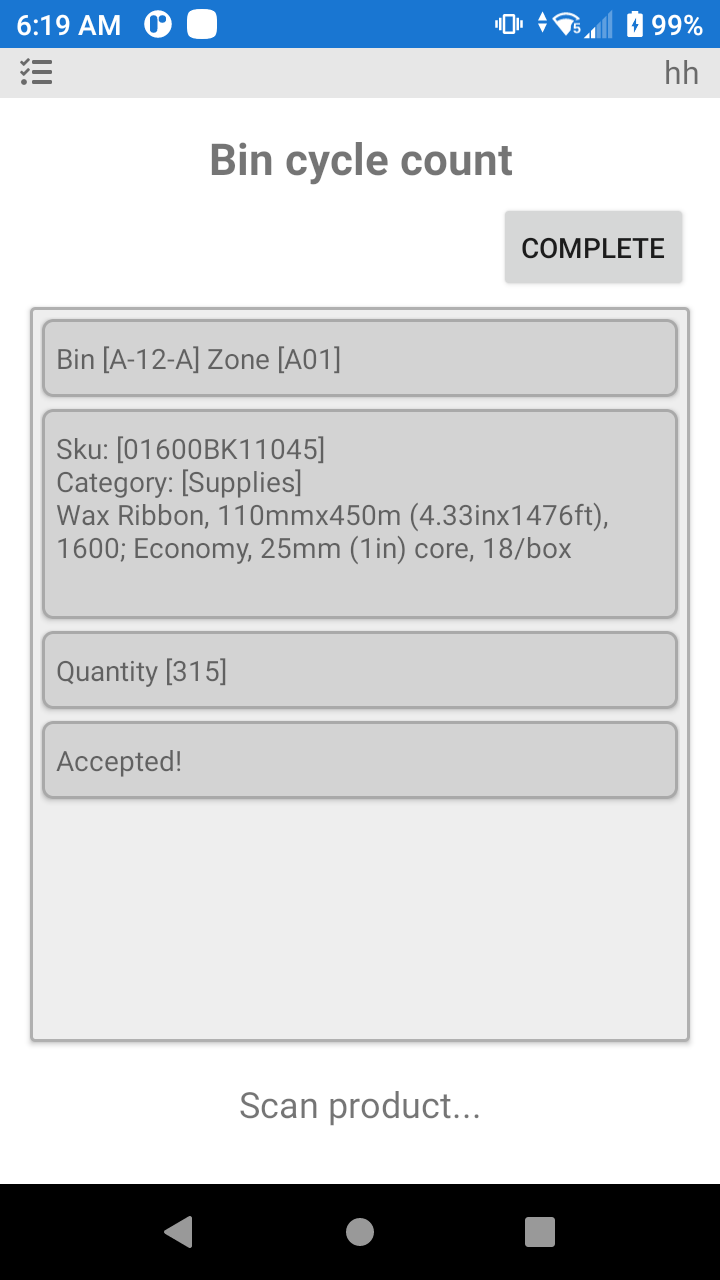 6:19 AM 5 99%
hh
Bin cycle count
COMPLETE
Bin [A-12-A] Zone [A01]
Sku: [01600BK11045]
Category: [Supplies]
Wax Ribbon, 110mmx450m (4.33inx1476ft),
1600; Economy, 25mm (1in) core, 18/box
Quantity [315]
Accepted!
Scan product...